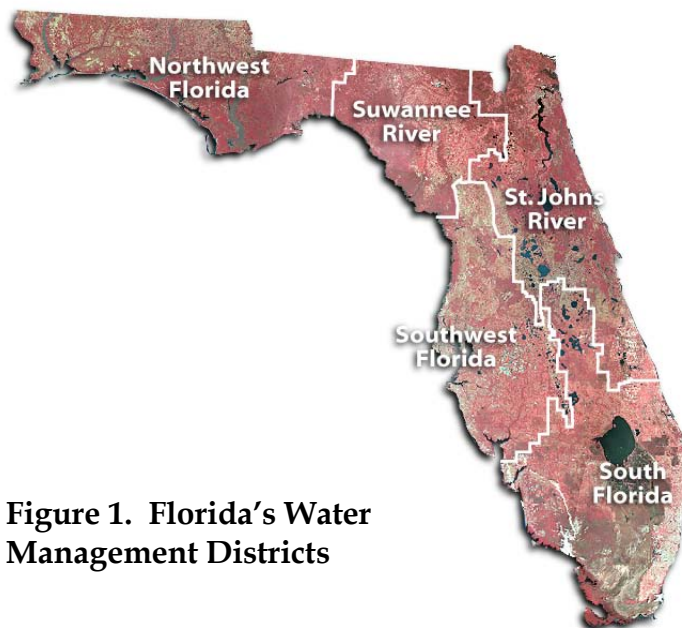 Northwest
Florida
Suwannee
River
St. Johns
River
Southwest
Florida
South
Florida
Figure 1.  Florida's Water
Management Districts